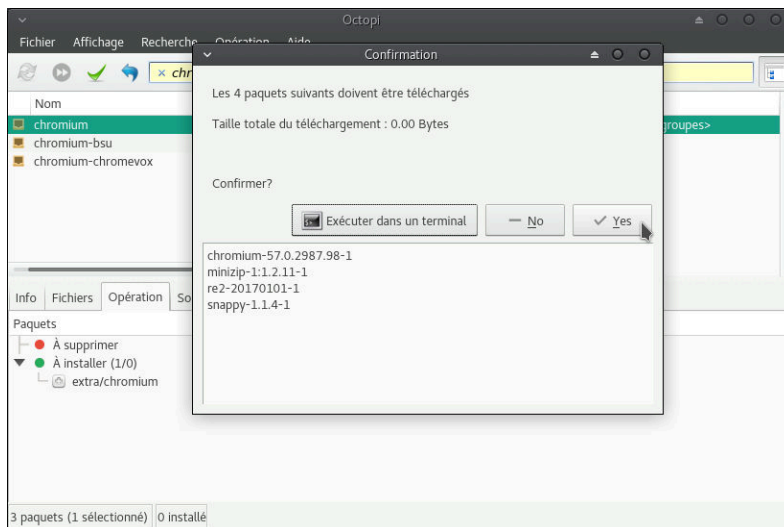 Octopi
Fichier Affichage Recherche Opération Aide
Confirmation
chr
Les 4 paquets suivants doivent être téléchargés
Taille totale du téléchargement : 0.00 Bytes
Confirmer?
Exécuter dans un terminal
No
Yes
chromium-57.0.2987.98-1
minizip-1:1.2.11-1
re2-20170101-1
snappy-1.1.4-1
Nom
chromium
groupes>
chromium-bsu
chromium-chromevox
Info Fichiers Opération So
Paquets
À supprimer
À installer (1/0)
extra/chromium
3 paquets (1 sélectionné) 0 installé